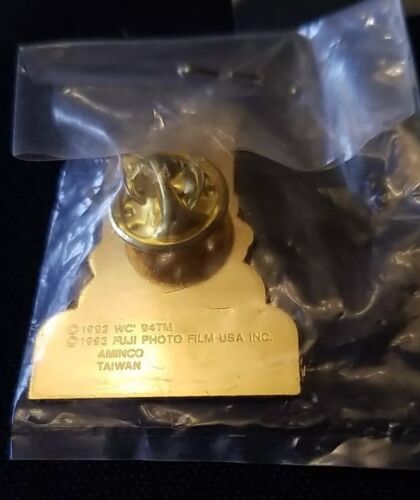 ©1992 WC' 94TM
©1993 FUJI PHOTO FILM USA INC.
AMINCO
TAIWAN